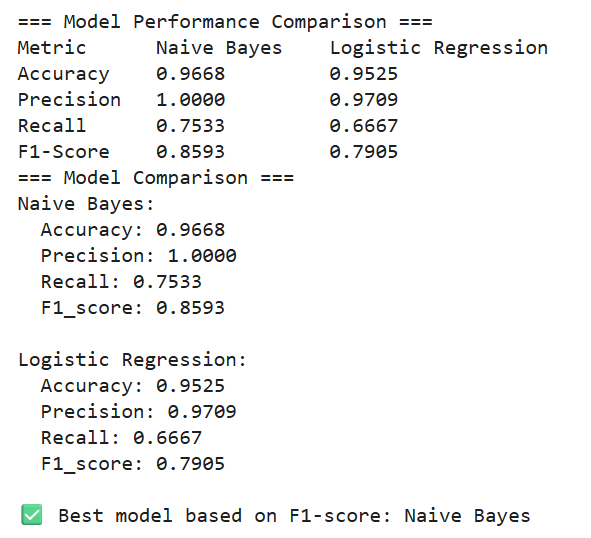 === Model Performance Comparison ===
Metric      Naive Bayes    Logistic Regression
Accuracy    0.9668         0.9525
Precision   1.0000         0.9709
Recall      0.7533         0.6667
F1-Score    0.8593         0.7905
=== Model Comparison ===
Naive Bayes:
  Accuracy: 0.9668
  Precision: 1.0000
  Recall: 0.7533
  F1_score: 0.8593

Logistic Regression:
  Accuracy: 0.9525
  Precision: 0.9709
  Recall: 0.6667
  F1_score: 0.7905

✅ Best model based on F1-score: Naive Bayes